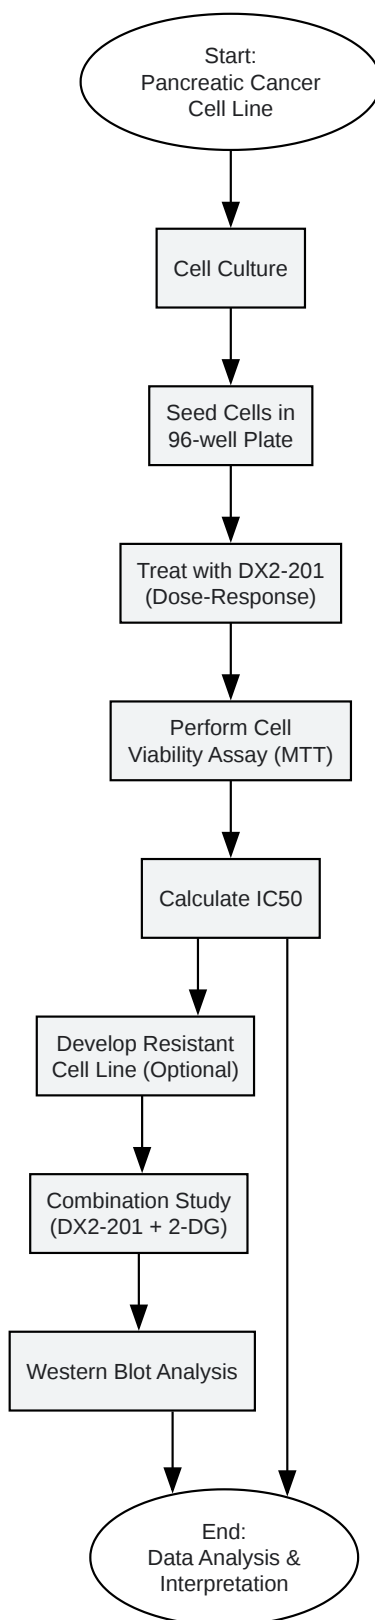 Start:
Pancreatic Cancer
Cell Line
Cell Culture
Seed Cells in
96-well Plate
Treat with DX2-201
(Dose-Response)
Perform Cell
Viability Assay (MTT)
Calculate IC50
Develop Resistant
Cell Line (Optional)
Combination Study
(DX2-201 + 2-DG)
Western Blot Analysis
End:
Data Analysis &
Interpretation